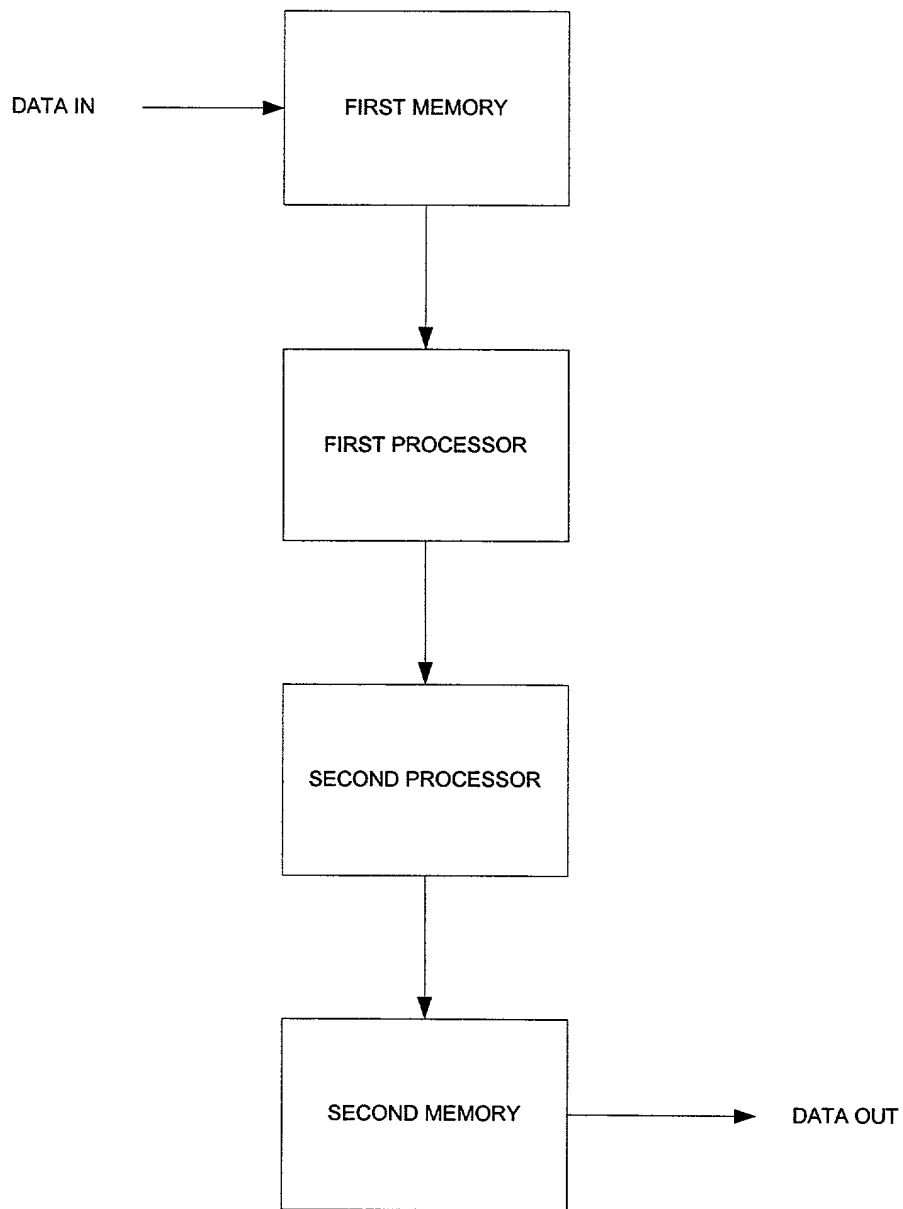 DATA IN
FIRST MEMORY
FIRST PROCESSOR
SECOND PROCESSOR
SECOND MEMORY
DATA OUT